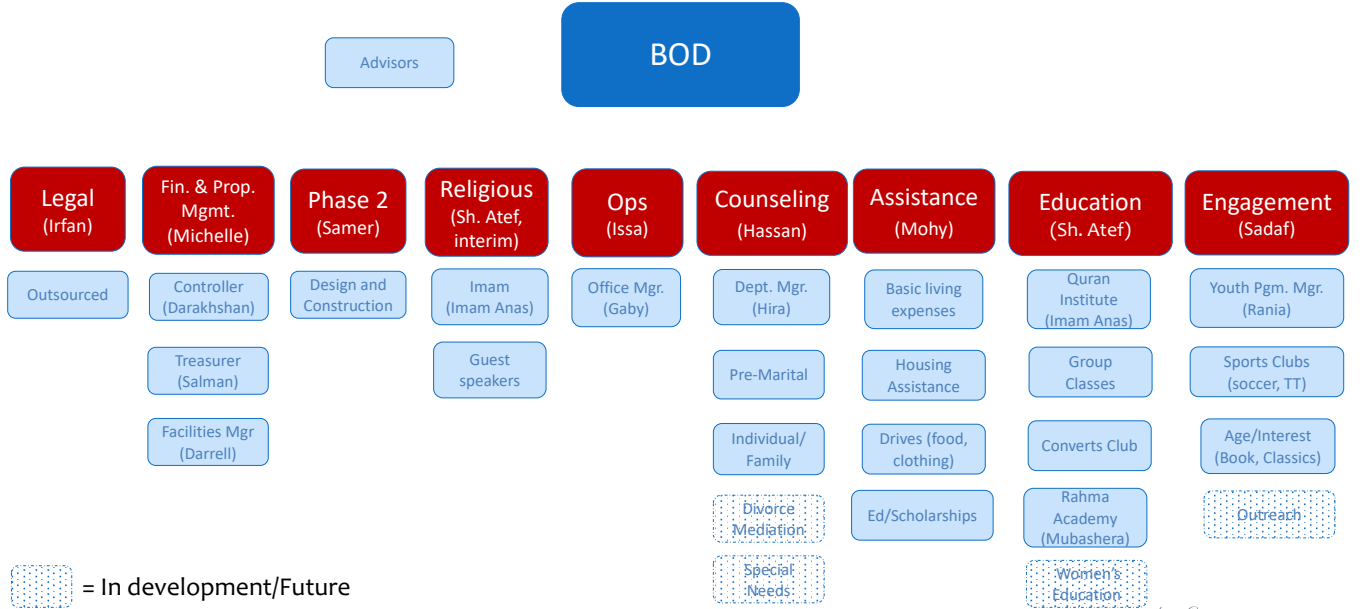 BOD
Advisors
Legal
(Irfan)
Outsourced
Fin. & Prop.
Mgmt.
(Michelle)
Controller
(Darakhshan)
Treasurer
(Salman)
Facilities Mgr
(Darrell)
Phase 2
(Samer)
Design and
Construction
Religious
(Sh. Atef,
interim)
Imam
(Imam Anas)
Guest
speakers
Ops
(Issa)
Office Mgr.
(Gaby)
Counseling
(Hassan)
Dept. Mgr.
(Hira)
Pre-Marital
Individual/
Family
Divorce
Mediation
Special
Needs
Assistance
(Mohy)
Basic living
expenses
Housing
Assistance
Drives (food,
clothing)
Ed/Scholarships
Education
(Sh. Atef)
Quran
Institute
(Imam Anas)
Group
Classes
Converts Club
Rahma
Academy
(Mubashera)
Women's
Education
Engagement
(Sadaf)
Youth Pgm. Mgr.
(Rania)
Sports Clubs
(soccer, TT)
Age/Interest
(Book, Classics)
Outreach
= In development/Future